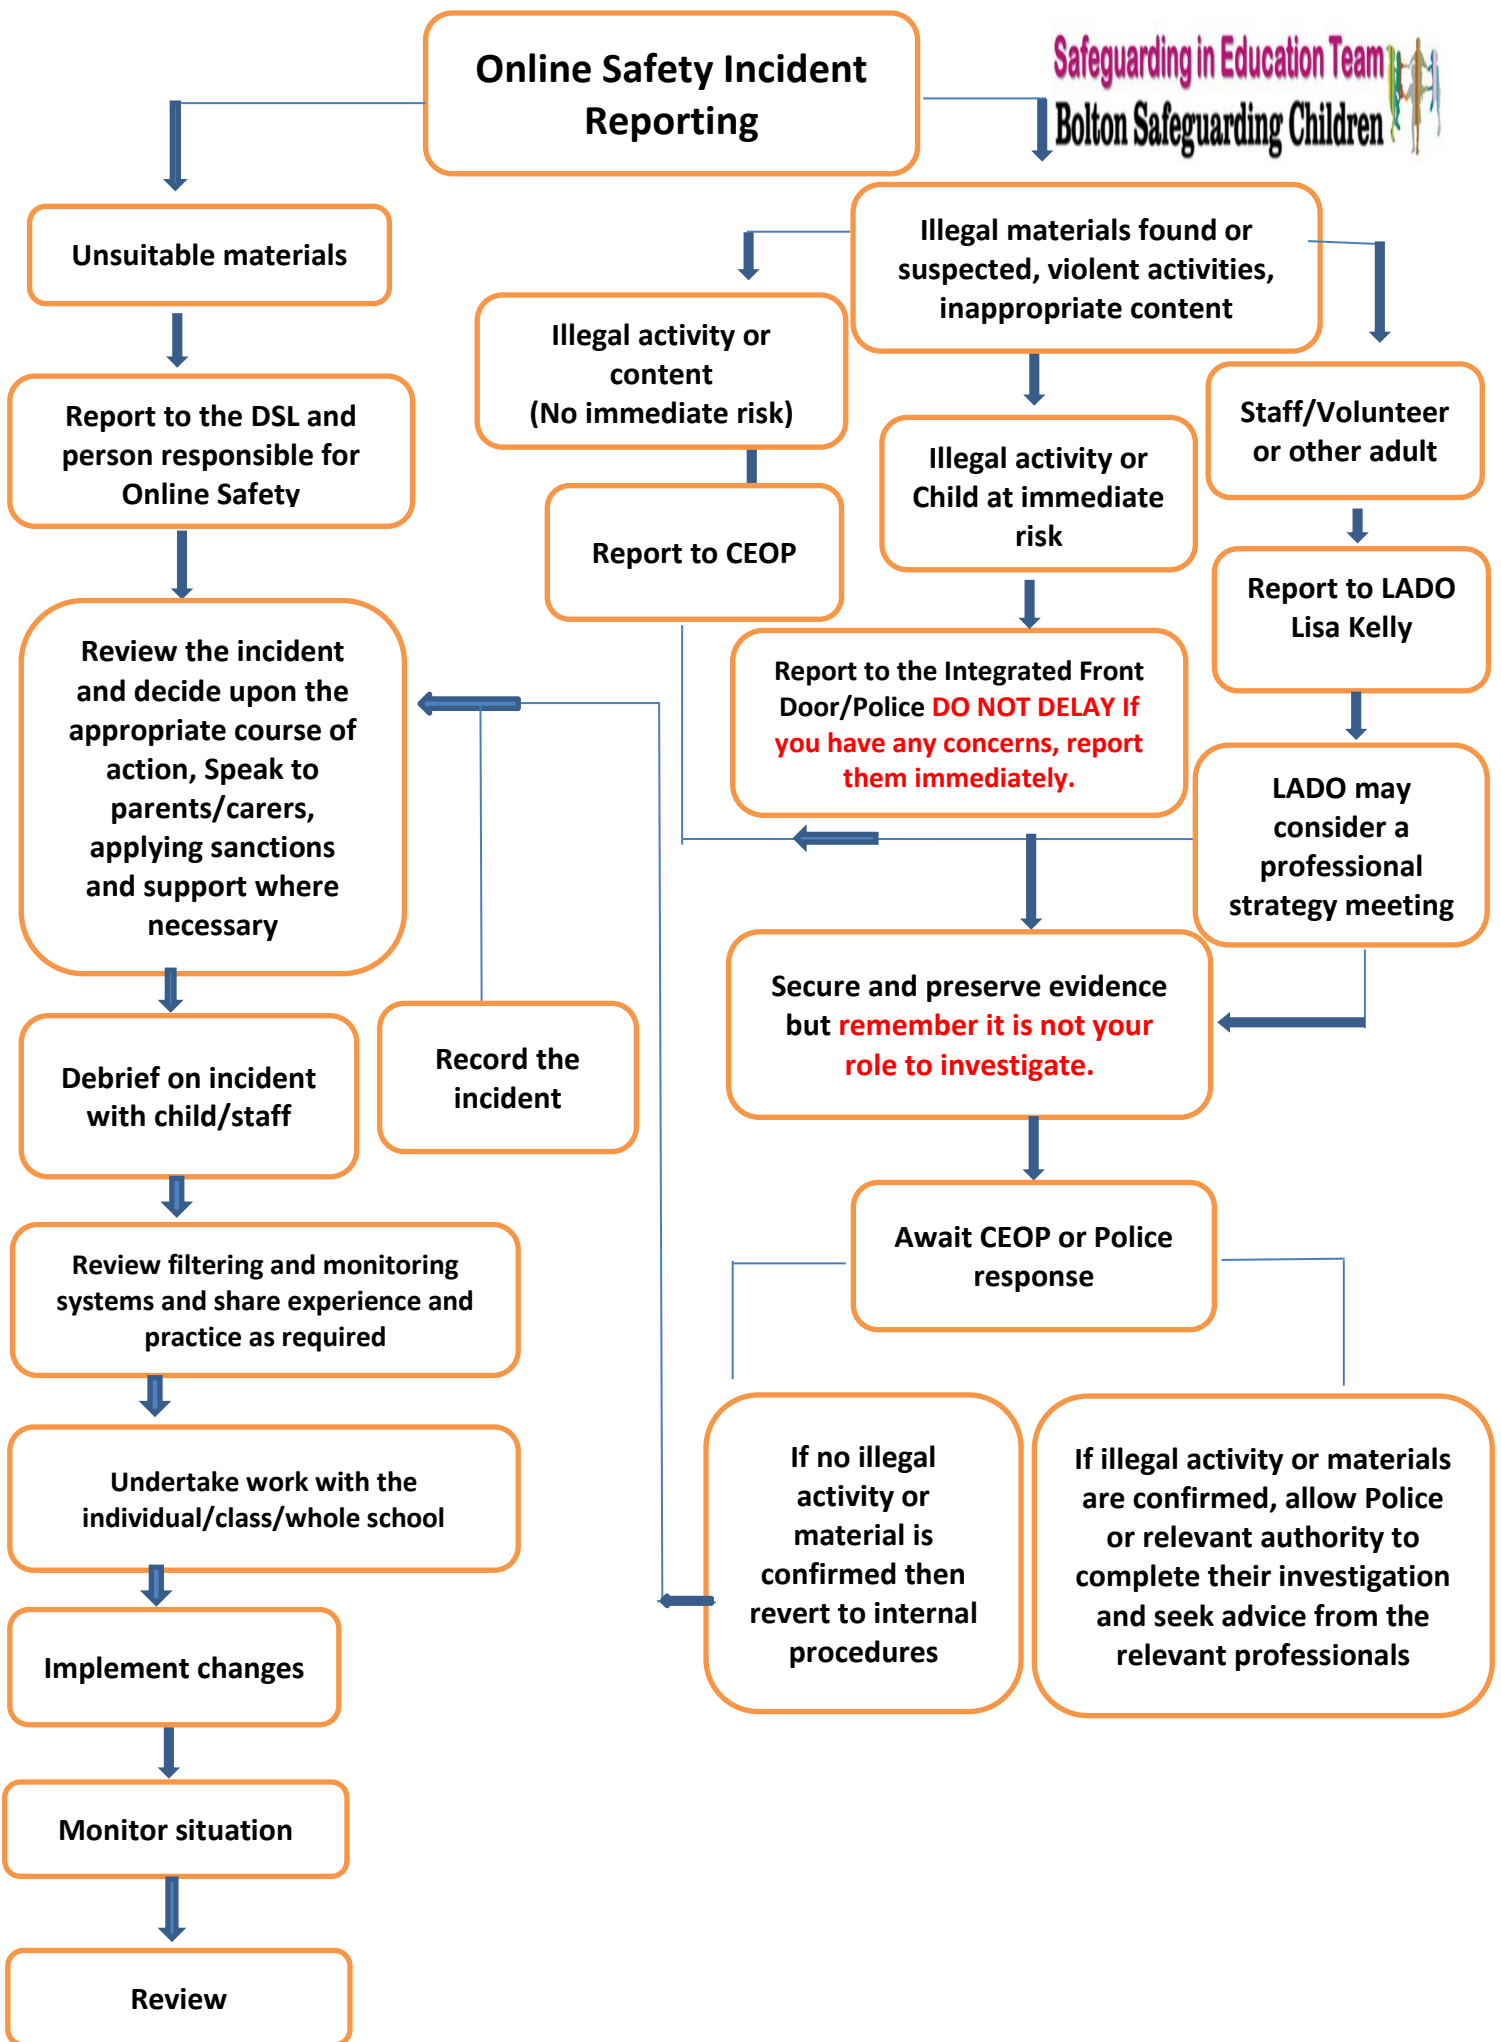 Online Safety Incident
Reporting
Safeguarding in Education Team
Bolton Safeguarding Children
Unsuitable materials
Report to the DSL and
person responsible for
Online Safety
Review the incident
and decide upon the
appropriate course of
action, Speak to
parents/carers,
applying sanctions
and support where
necessary
Debrief on incident
with child/staff
Record the
incident
Review filtering and monitoring
systems and share experience and
practice as required
Undertake work with the
individual/class/whole school
Implement changes
Monitor situation
Review
Illegal materials found or
suspected, violent activities,
inappropriate content
Illegal activity or
content
(No immediate risk)
Report to CEOP
Illegal activity or
Child at immediate
risk
Report to the Integrated Front
Door/Police DO NOT DELAY If
you have any concerns, report
them immediately.
Staff/Volunteer
or other adult
Report to LADO
Lisa Kelly
LADO may
consider a
professional
strategy meeting
Secure and preserve evidence
but remember it is not your
role to investigate.
Await CEOP or Police
response
If no illegal
activity or
material is
confirmed then
revert to internal
procedures
If illegal activity or materials
are confirmed, allow Police
or relevant authority to
complete their investigation
and seek advice from the
relevant professionals